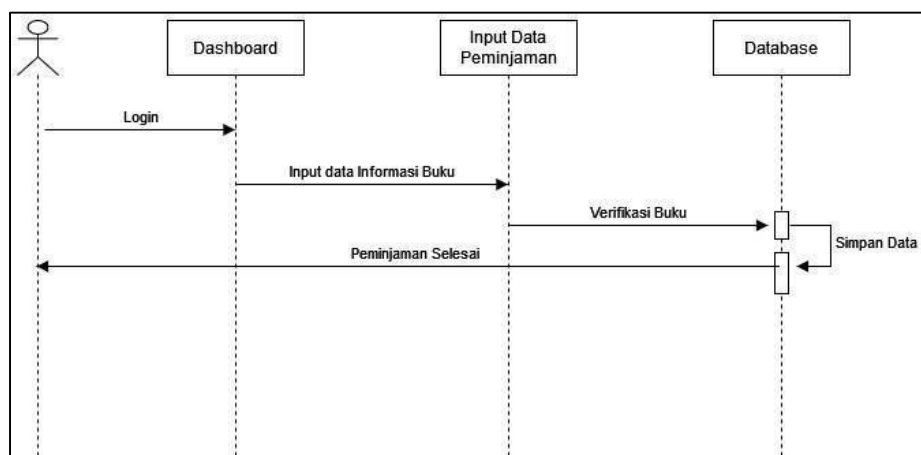 Dashboard
Input Data
Peminjaman
Database
Login
Input data Informasi Buku
Verifikasi Buku
Simpan Data
Peminjaman Selesai